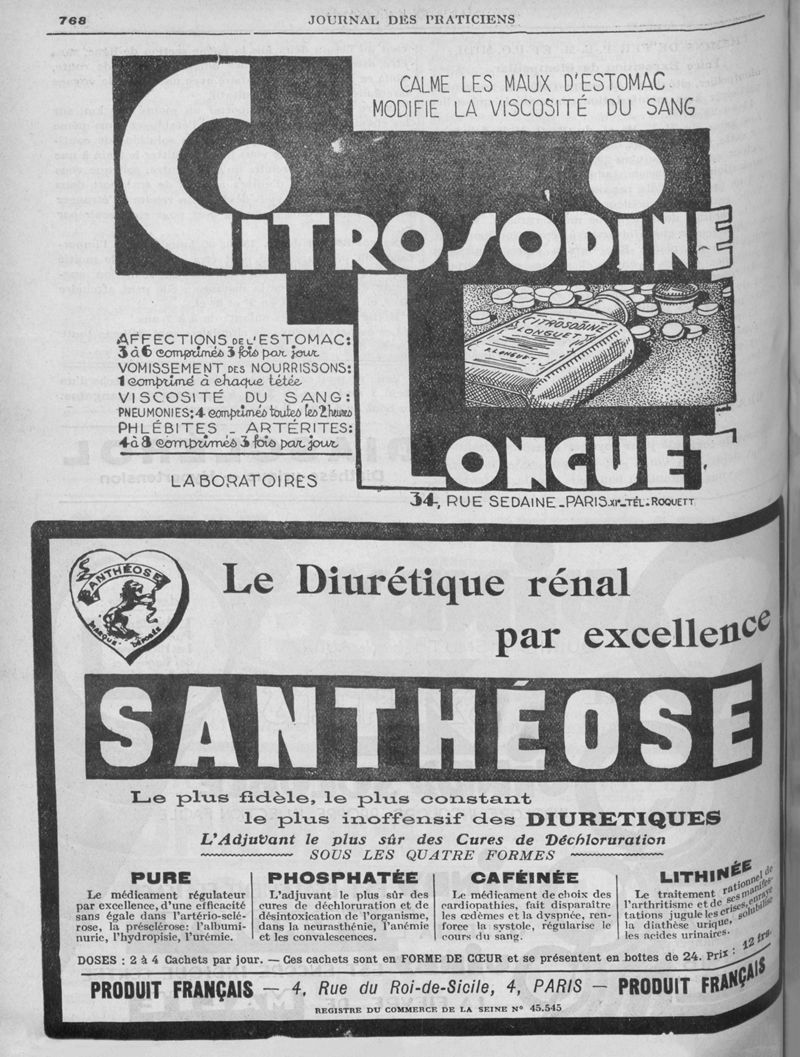 768
JOURNAL DES PRATICIENS
CALME LES MAUX D'ESTOMAC
MODIFIE LA VISCOSITÉ DU SANG
CITROSODINE
LONGUET
CITROSODINE
LONGUET
AFFECTIONS DE L'ESTOMAC:
3 à 6 comprimés 3 fois par jour
VOMISSEMENT DES NOURRISSONS:
1 comprimé à chaque tétée
VISCOSITÉ DU SANG:
PNEUMONIES: 4 comprimés toutes les 2 heures
PHLÉBITES - ARTÉRITES:
4 à 8 comprimés 3 fois par jour
LABORATOIRES
34, RUE SEDAINE - PARIS XIe - TÉL: ROQUETT
SANTHÉOSE
MARQUE DÉPOSÉE
Le Diurétique rénal
par excellence
SANTHÉOSE
Le plus fidèle, le plus constant
le plus inoffensif des DIURETIQUES
L'Adjuvant le plus sûr des Cures de Déchloruration
SOUS LES QUATRE FORMES
PURE
Le médicament régulateur
par excellence, d'une efficacité
sans égale dans l'artério-sclé-
rose, la présclérose: l'albumi-
nurie, l'hydropisie, l'urémie.
PHOSPHATÉE
L'adjuvant le plus sûr des
cures de déchloruration et de
désintoxication de l'organisme,
dans la neurasthénie, l'anémie
et les convalescences.
CAFÉINÉE
Le médicament de choix des
cardiopathies, fait disparaître
les œdèmes et la dyspnée, ren-
force la systole, régularise le
cours du sang.
LITHINÉE
Le traitement rationnel de
l'arthritisme et de ses manifes-
tations jugule les crises, enraye
la diathèse urique, solubilise
les acides urinaires.
DOSES : 2 à 4 Cachets par jour. — Ces cachets sont en FORME DE CŒUR et se présentent en boîtes de 24. Prix : 12 frs.
PRODUIT FRANÇAIS — 4, Rue du Roi-de-Sicile, 4, PARIS — PRODUIT FRANÇAIS
REGISTRE DU COMMERCE DE LA SEINE N° 45.545